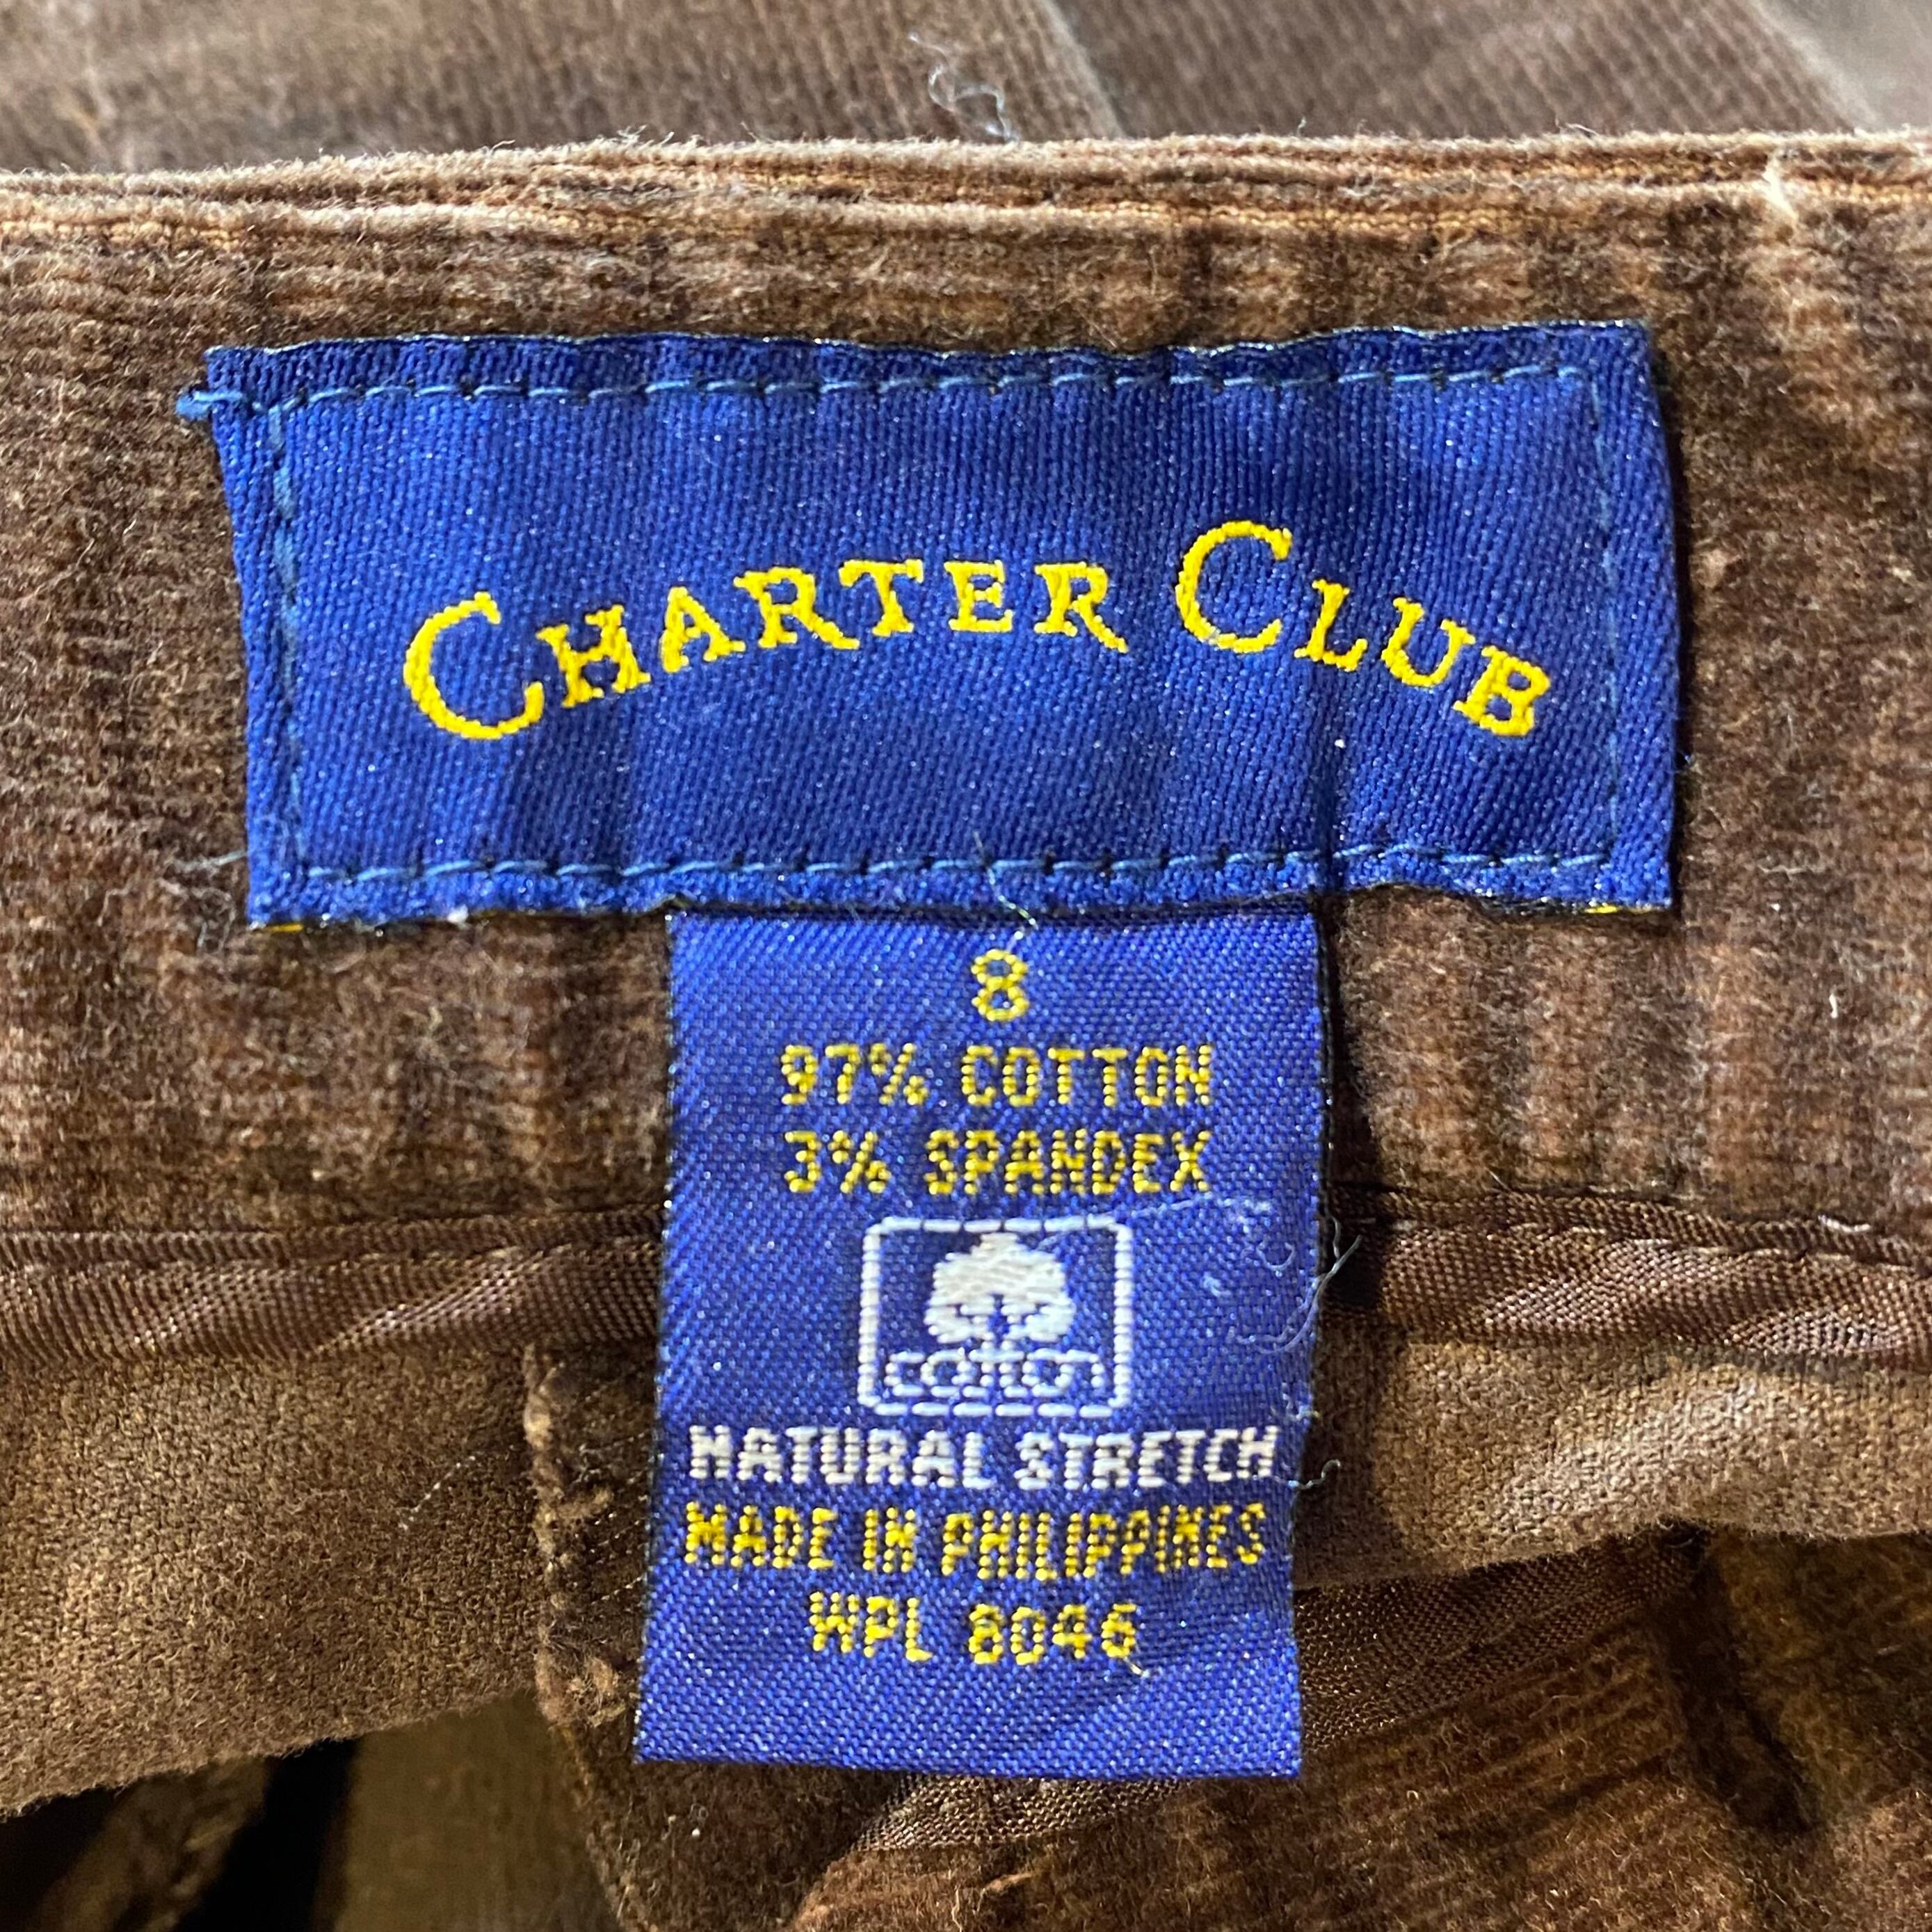 CHARTER CLUB
8
97% COTTON
3% SPANDEX
COTTON
NATURAL STRETCH
MADE IN PHILIPPINES
WPL 8046